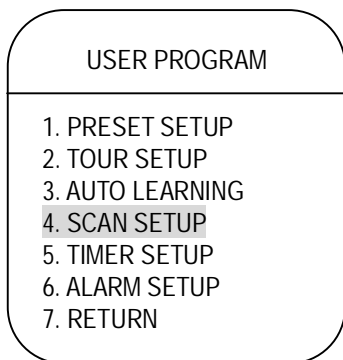 USER PROGRAM
1. PRESET SETUP
2. TOUR SETUP
3. AUTO LEARNING
4. SCAN SETUP
5. TIMER SETUP
6. ALARM SETUP
7. RETURN